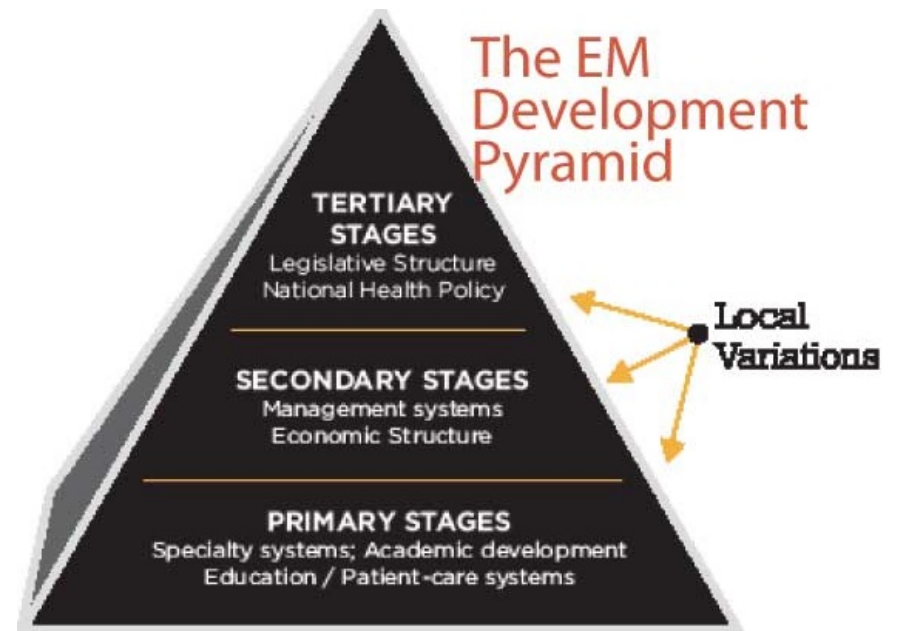 The EM
Development
Pyramid
TERTIARY
STAGES
Legislative Structure
National Health Policy
Local
Variations
SECONDARY STAGES
Management systems
Economic Structure
PRIMARY STAGES
Specialty systems; Academic development
Education / Patient-care systems